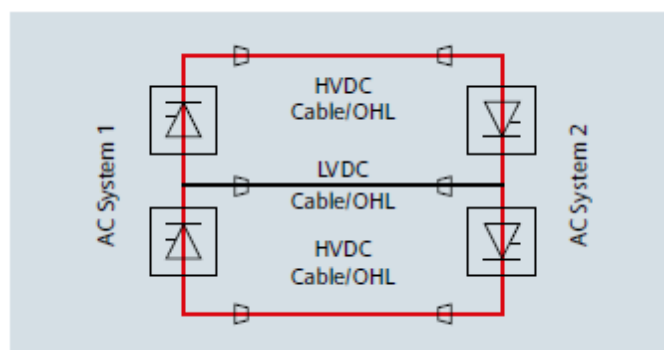 HVDC
Cable/OHL
AC System 1
LVDC
Cable/OHL
AC System 2
HVDC
Cable/OHL